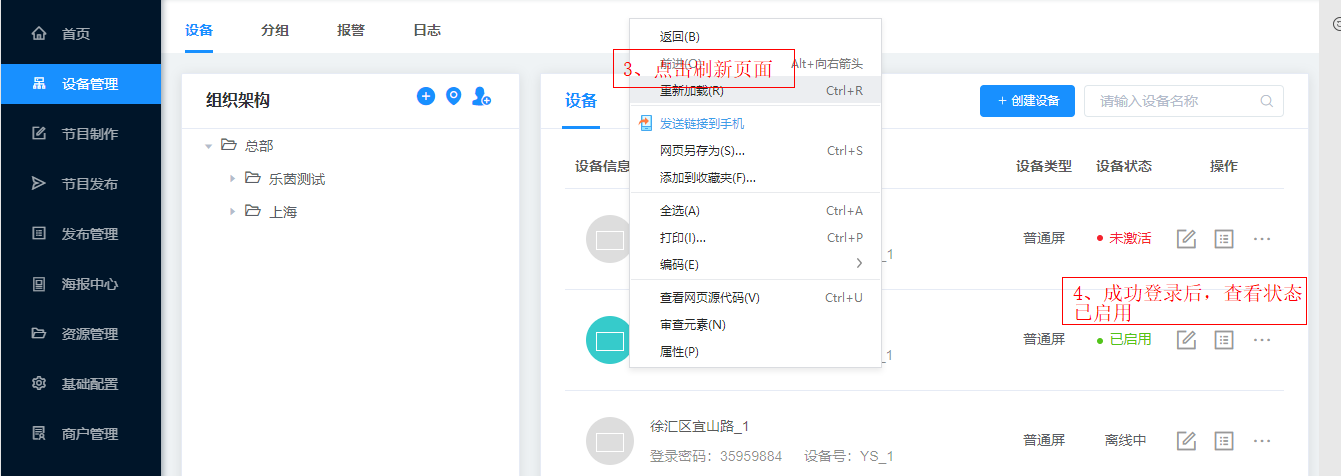 首页
设备管理
节目制作
节目发布
发布管理
海报中心
资源管理
基础配置
商户管理
设备 分组 报警 日志
组织架构
总部
乐茵测试
上海
设备
+ 创建设备 请输入设备名称
设备信息 设备类型 设备状态 操作
普通屏 未激活
_1
普通屏 已启用
_1
徐汇区宜山路_1
登录密码：35959884 设备号：YS_1
普通屏 离线中
返回(B)
Alt+向右箭头
重新加载(R) Ctrl+R
发送链接到手机
网页另存为(S)... Ctrl+S
添加到收藏夹(F)...
全选(A) Ctrl+A
打印(I)... Ctrl+P
编码(E)
查看网页源代码(V) Ctrl+U
审查元素(N)
属性(P)
3、点击刷新页面
4、成功登录后，查看状态
已启用